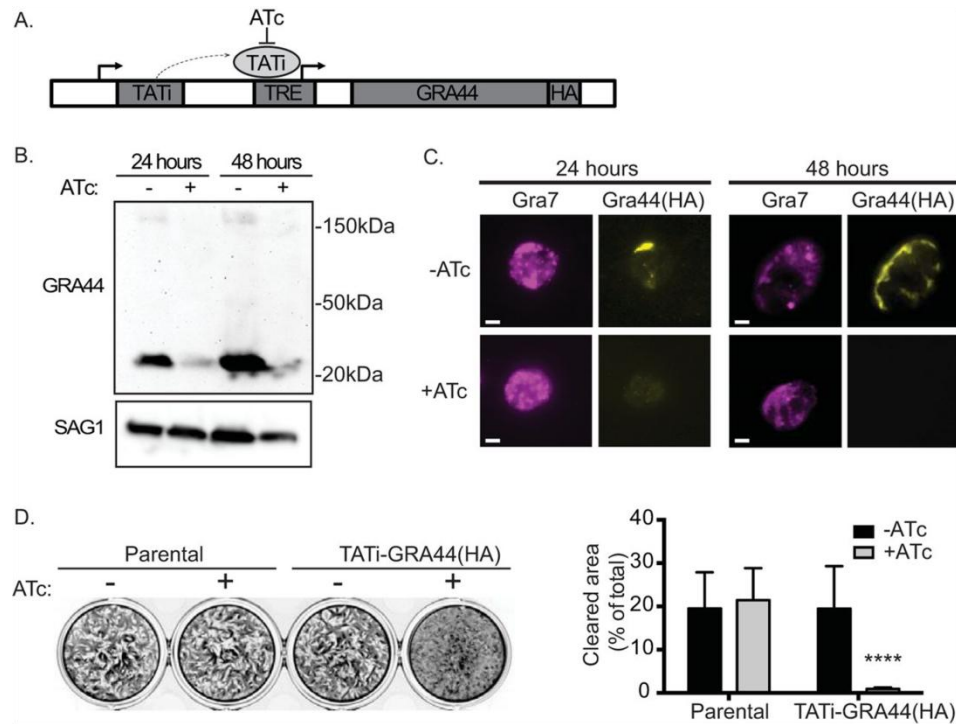 A.
ATc
TATi
TATi TRE GRA44 HA
B.
24 hours 48 hours
ATc: - + - +
GRA44
-150kDa
-50kDa
-20kDa
SAG1
C.
24 hours 48 hours
Gra7 Gra44(HA) Gra7 Gra44(HA)
-ATc
+ATc
D.
Parental TATi-GRA44(HA)
ATc: - + - +
Cleared area
(% of total)
40
30
20
10
0
-ATc
+ATc
****
Parental TATi-GRA44(HA)